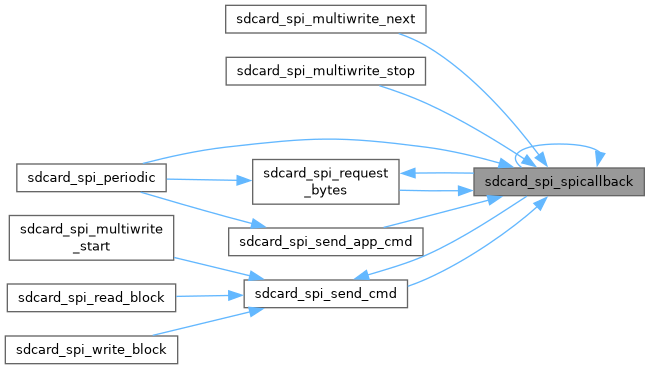 sdcard_spi_multiwrite_next
sdcard_spi_multiwrite_stop
sdcard_spi_periodic
sdcard_spi_request
_bytes
sdcard_spi_spicallback
sdcard_spi_multiwrite
_start
sdcard_spi_send_app_cmd
sdcard_spi_read_block
sdcard_spi_send_cmd
sdcard_spi_write_block